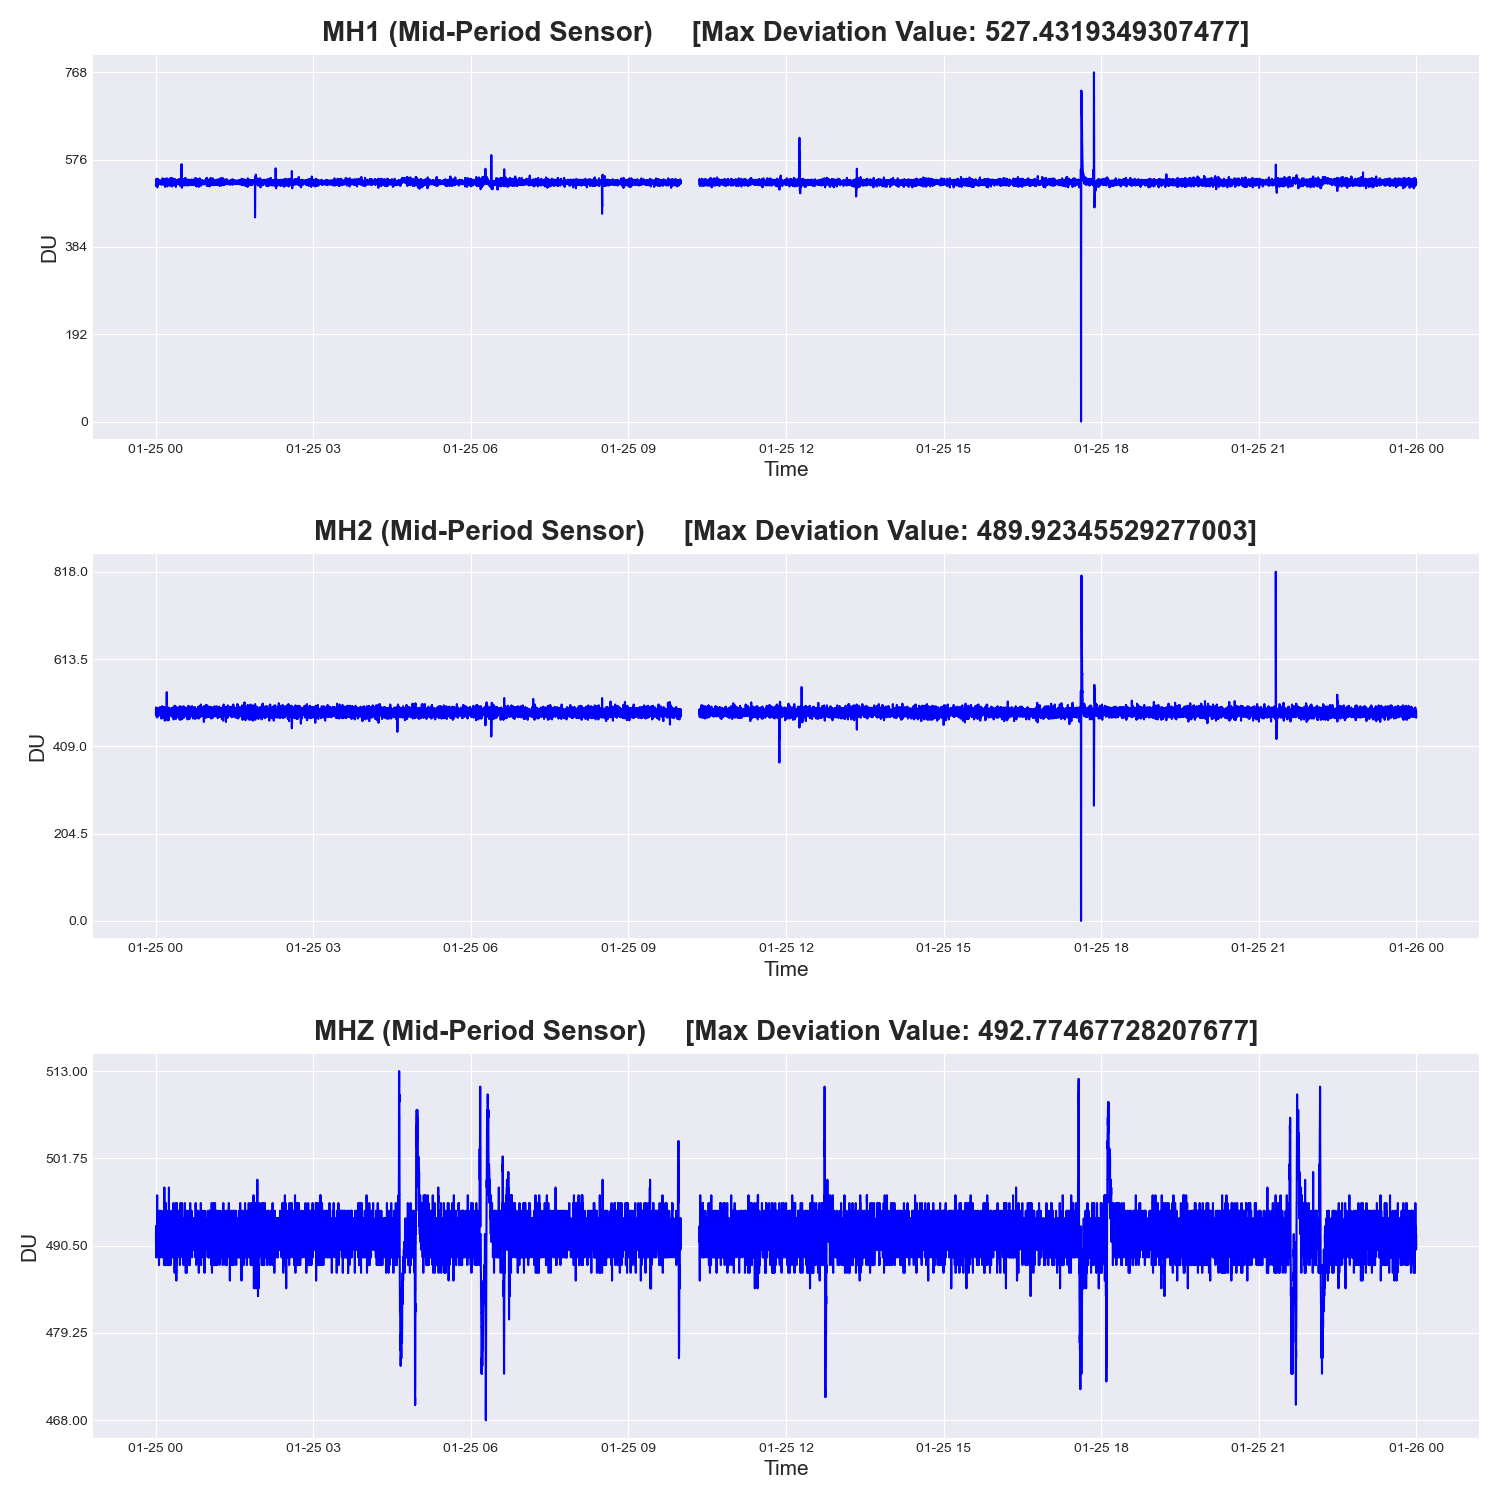 MH1 (Mid-Period Sensor) [Max Deviation Value: 527.4319349307477]
768
576
384
192
0
DU
01-25 00 01-25 03 01-25 06 01-25 09 01-25 12 01-25 15 01-25 18 01-25 21 01-26 00
Time
MH2 (Mid-Period Sensor) [Max Deviation Value: 489.92345529277003]
818.0
613.5
409.0
204.5
0.0
DU
01-25 00 01-25 03 01-25 06 01-25 09 01-25 12 01-25 15 01-25 18 01-25 21 01-26 00
Time
MHZ (Mid-Period Sensor) [Max Deviation Value: 492.77467728207677]
513.00
501.75
490.50
479.25
468.00
DU
01-25 00 01-25 03 01-25 06 01-25 09 01-25 12 01-25 15 01-25 18 01-25 21 01-26 00
Time